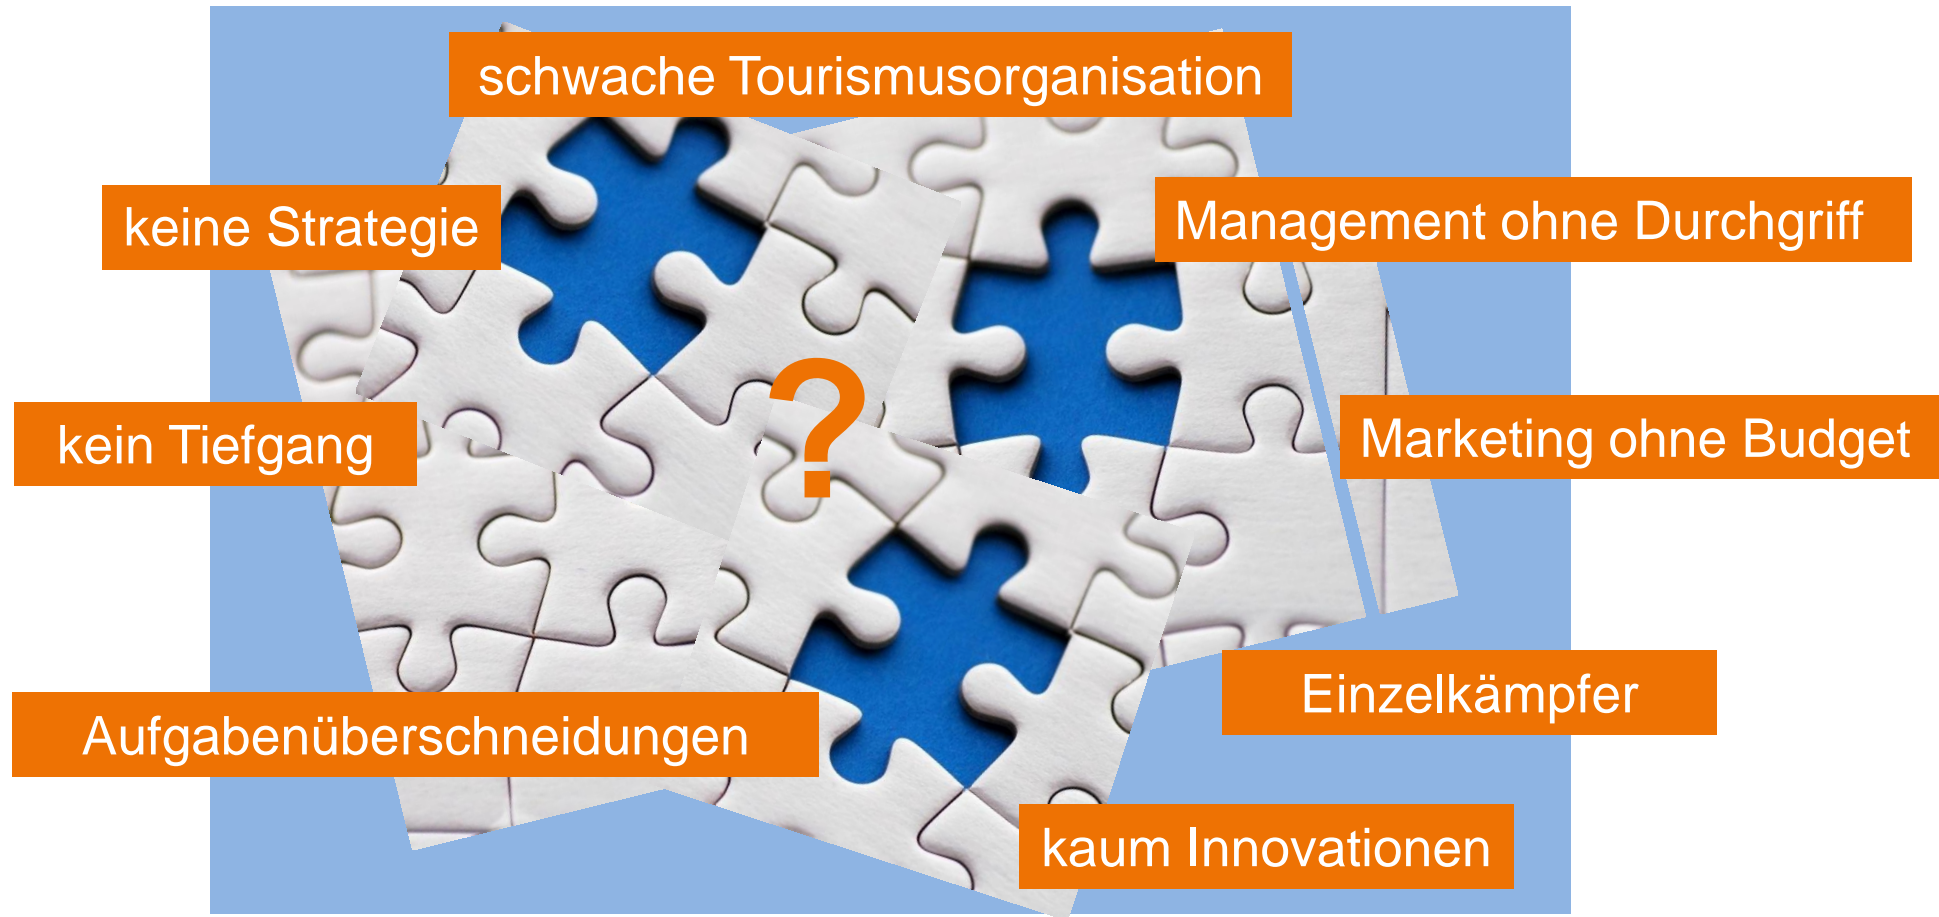 schwache Tourismusorganisation
keine Strategie
Management ohne Durchgriff
?
kein Tiefgang
Marketing ohne Budget
Aufgabenüberschneidungen
Einzelkämpfer
kaum Innovationen